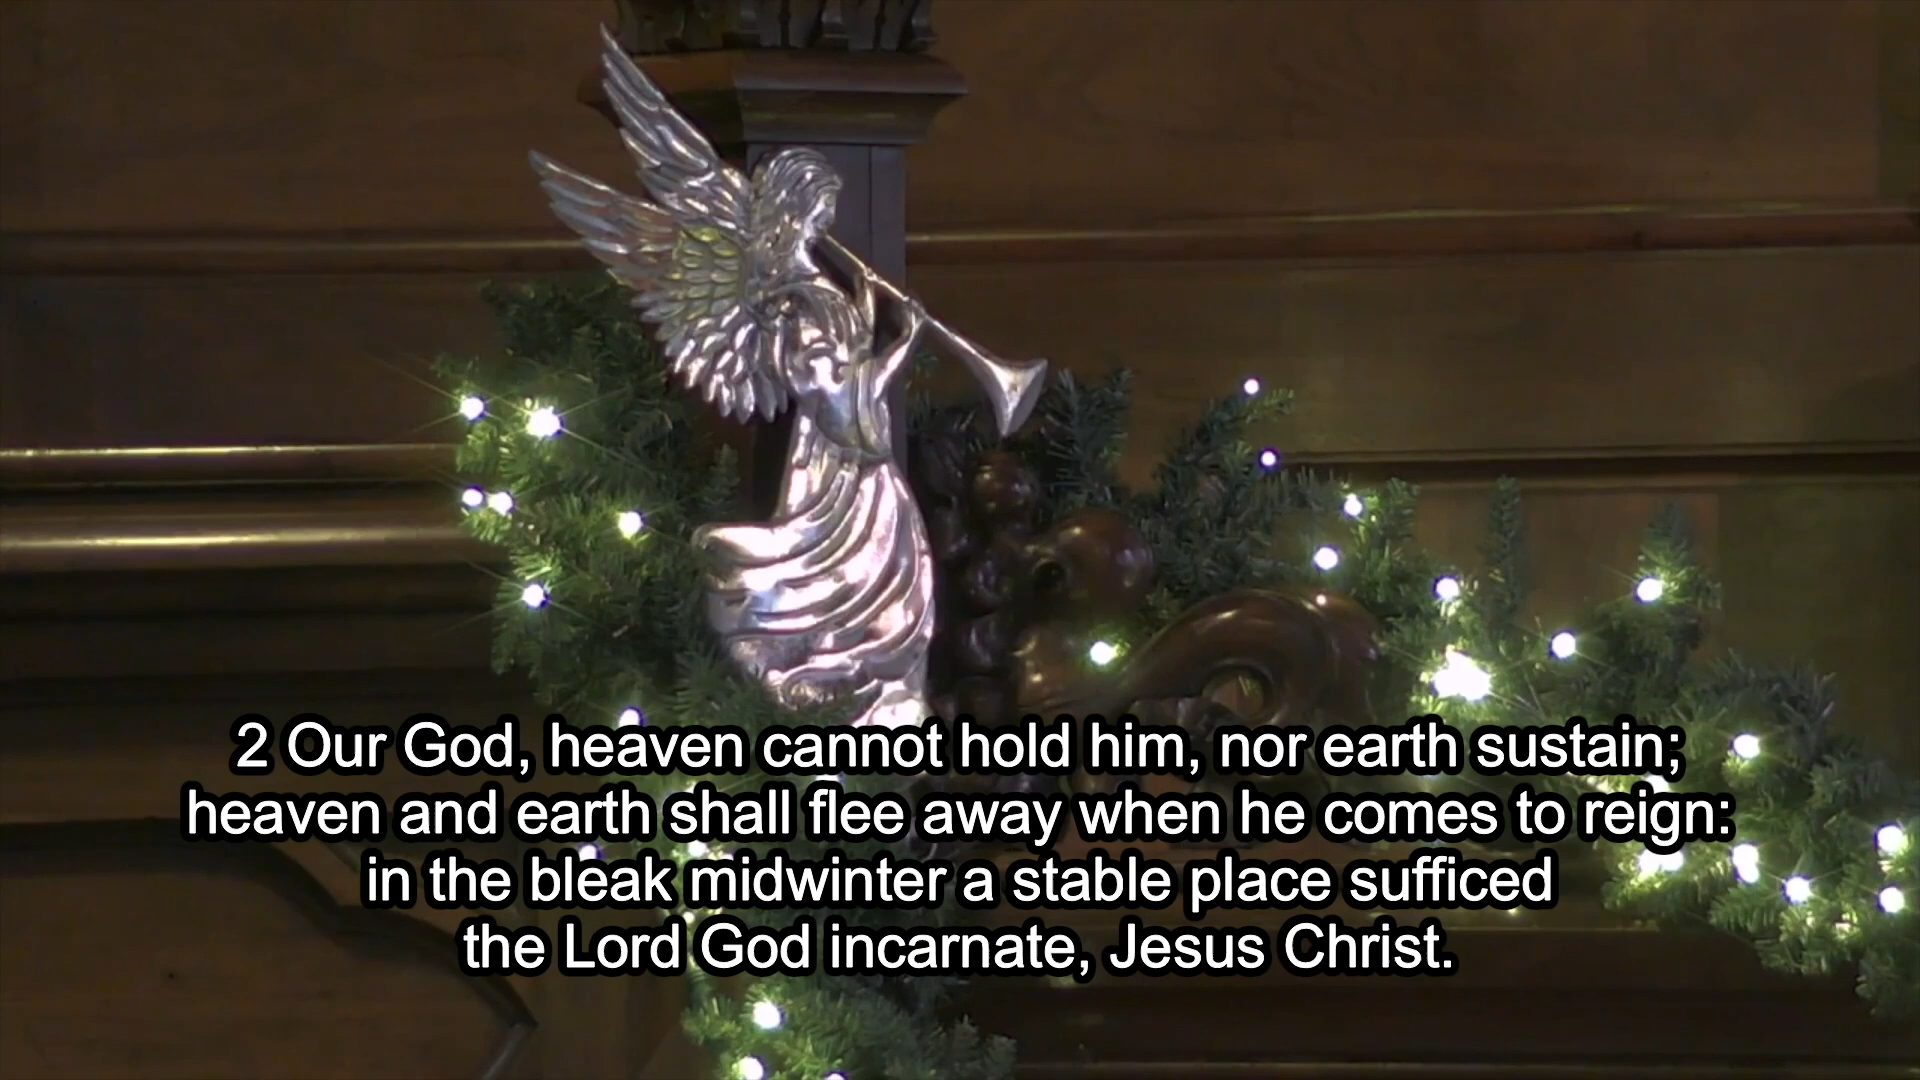 2 Our God, heaven cannot hold him, nor earth sustain;
heaven and earth shall flee away when he comes to reign:
in the bleak midwinter a stable place sufficed
the Lord God incarnate, Jesus Christ.